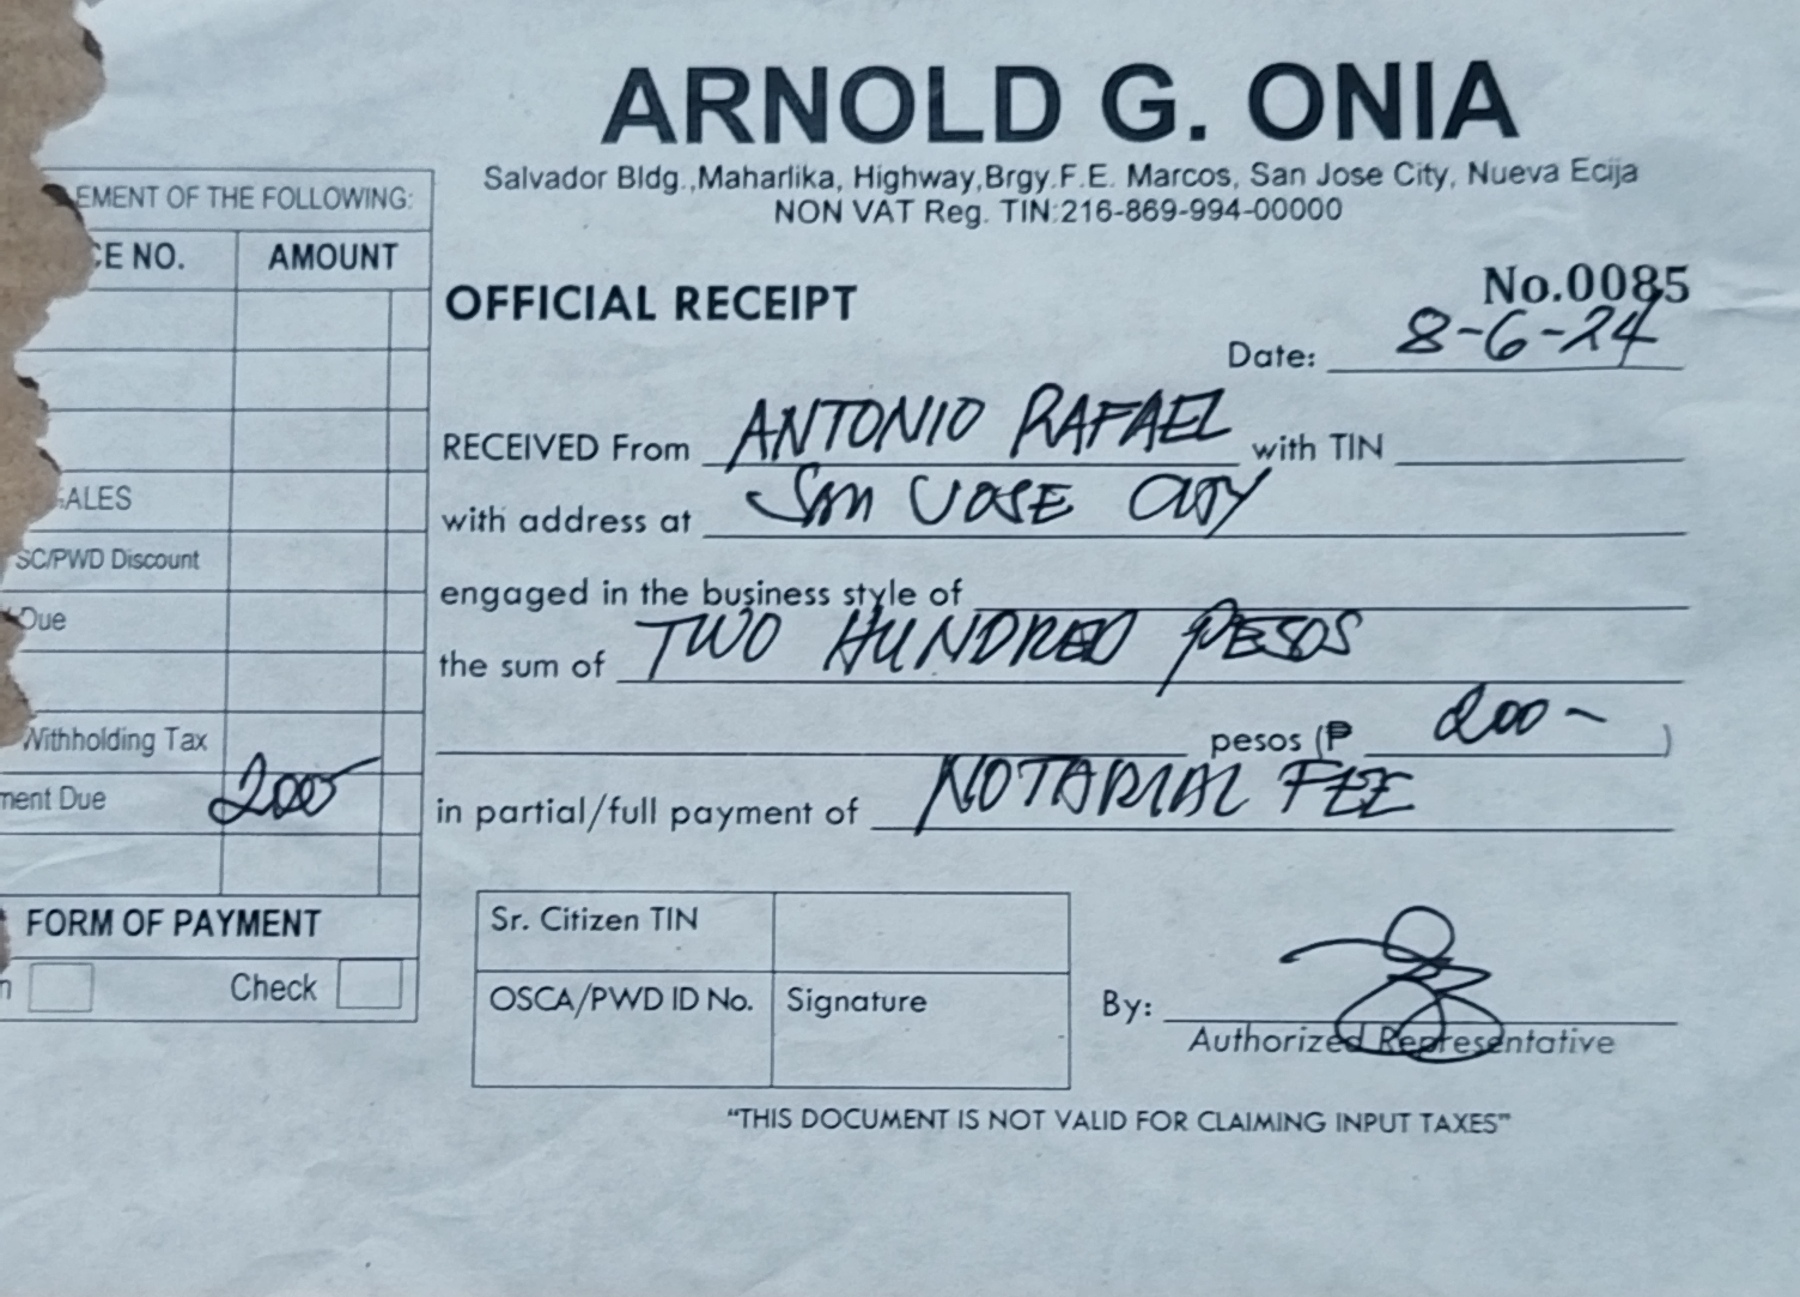 ARNOLD G. ONIA
Salvador Bldg.,Maharlika, Highway,Brgy.F.E. Marcos, San Jose City, Nueva Ecija
NON VAT Reg. TIN:216-869-994-00000
EMENT OF THE FOLLOWING:
CE NO. AMOUNT
ALES
SC/PWD Discount
Due
Withholding Tax
ment Due 200-
FORM OF PAYMENT
n Check
OFFICIAL RECEIPT
No.0085
Date: 8-6-24
RECEIVED From ANTONIO RAFAEL with TIN
with address at San JOSE CITY
engaged in the business style of
the sum of TWO HUNDRED PESOS
pesos (₱ 200 - )
in partial/full payment of NOTARIAL FEE
Sr. Citizen TIN
OSCA/PWD ID No. Signature
By:
Authorized Representative
"THIS DOCUMENT IS NOT VALID FOR CLAIMING INPUT TAXES"